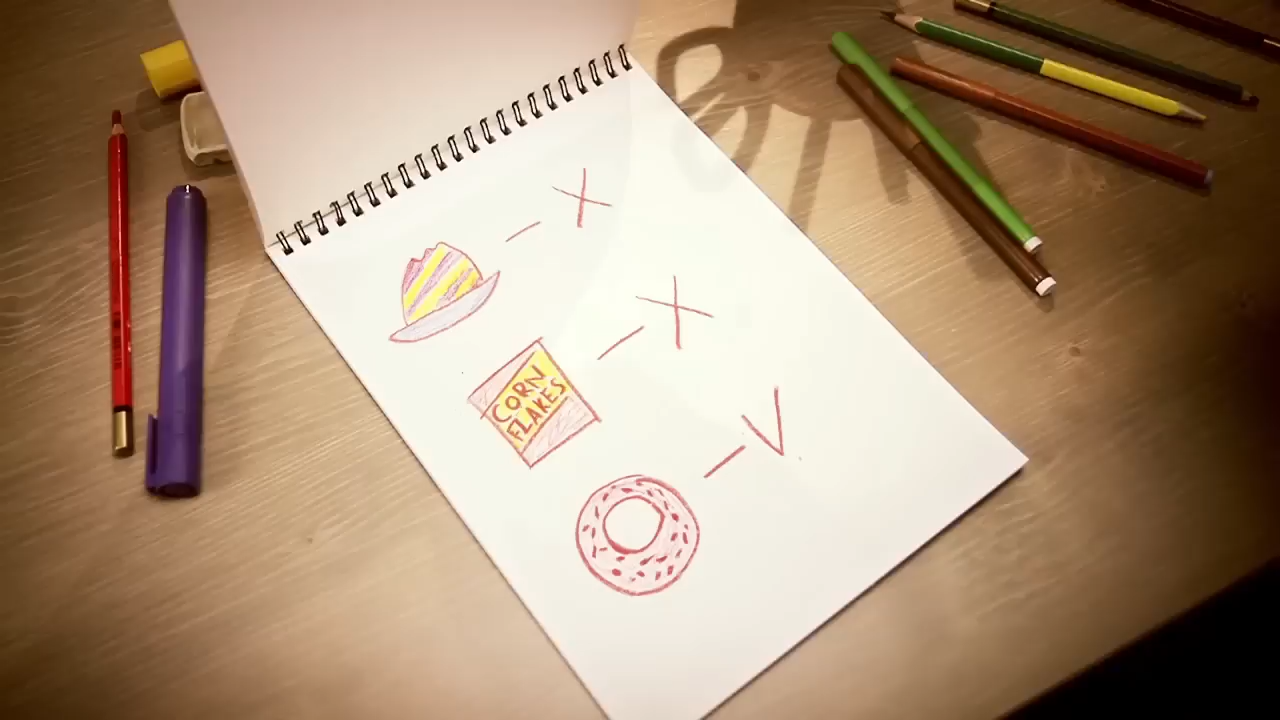 - X
CORN
FLAKES
- X
- V